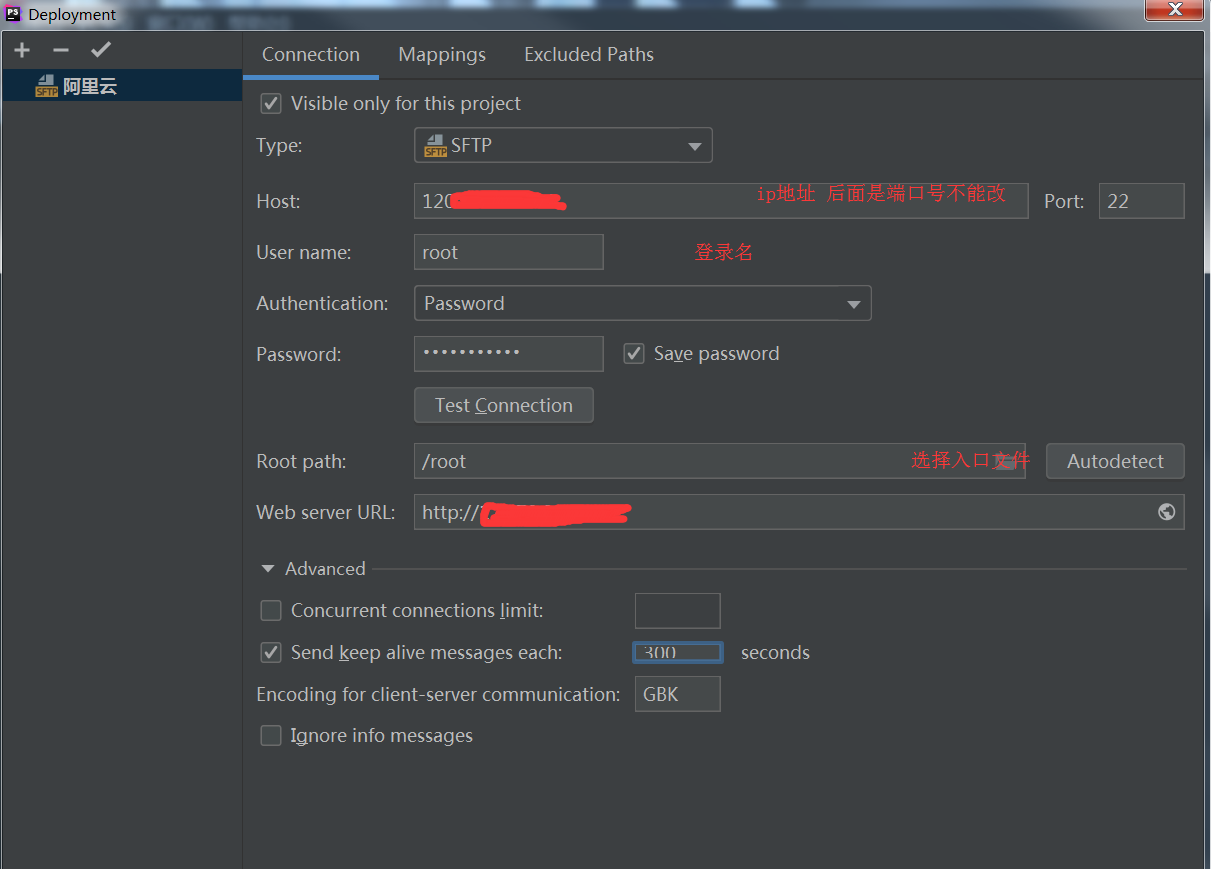 PS Deployment
Connection Mappings Excluded Paths
SFTP 阿里云
Visible only for this project
Type: SFTP SFTP
Host: 120 ip地址 后面是端口号不能改 Port: 22
User name: root 登录名
Authentication: Password
Password: ••••••••••• Save password
Test Connection
Root path: /root 选择入口文件 Autodetect
Web server URL: http://
Advanced
Concurrent connections limit:
Send keep alive messages each: 300 seconds
Encoding for client-server communication: GBK
Ignore info messages